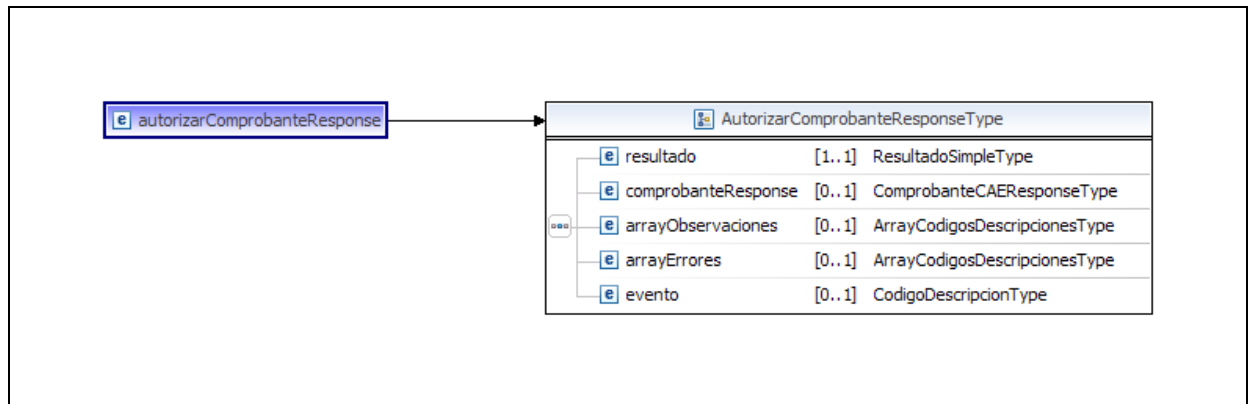 autorizarComprobanteResponse
AutorizarComprobanteResponseType
resultado [1..1] ResultadoSimpleType
comprobanteResponse [0..1] ComprobanteCAEResponseType
arrayObservaciones [0..1] ArrayCodigosDescripcionesType
arrayErrores [0..1] ArrayCodigosDescripcionesType
evento [0..1] CodigoDescripcionType